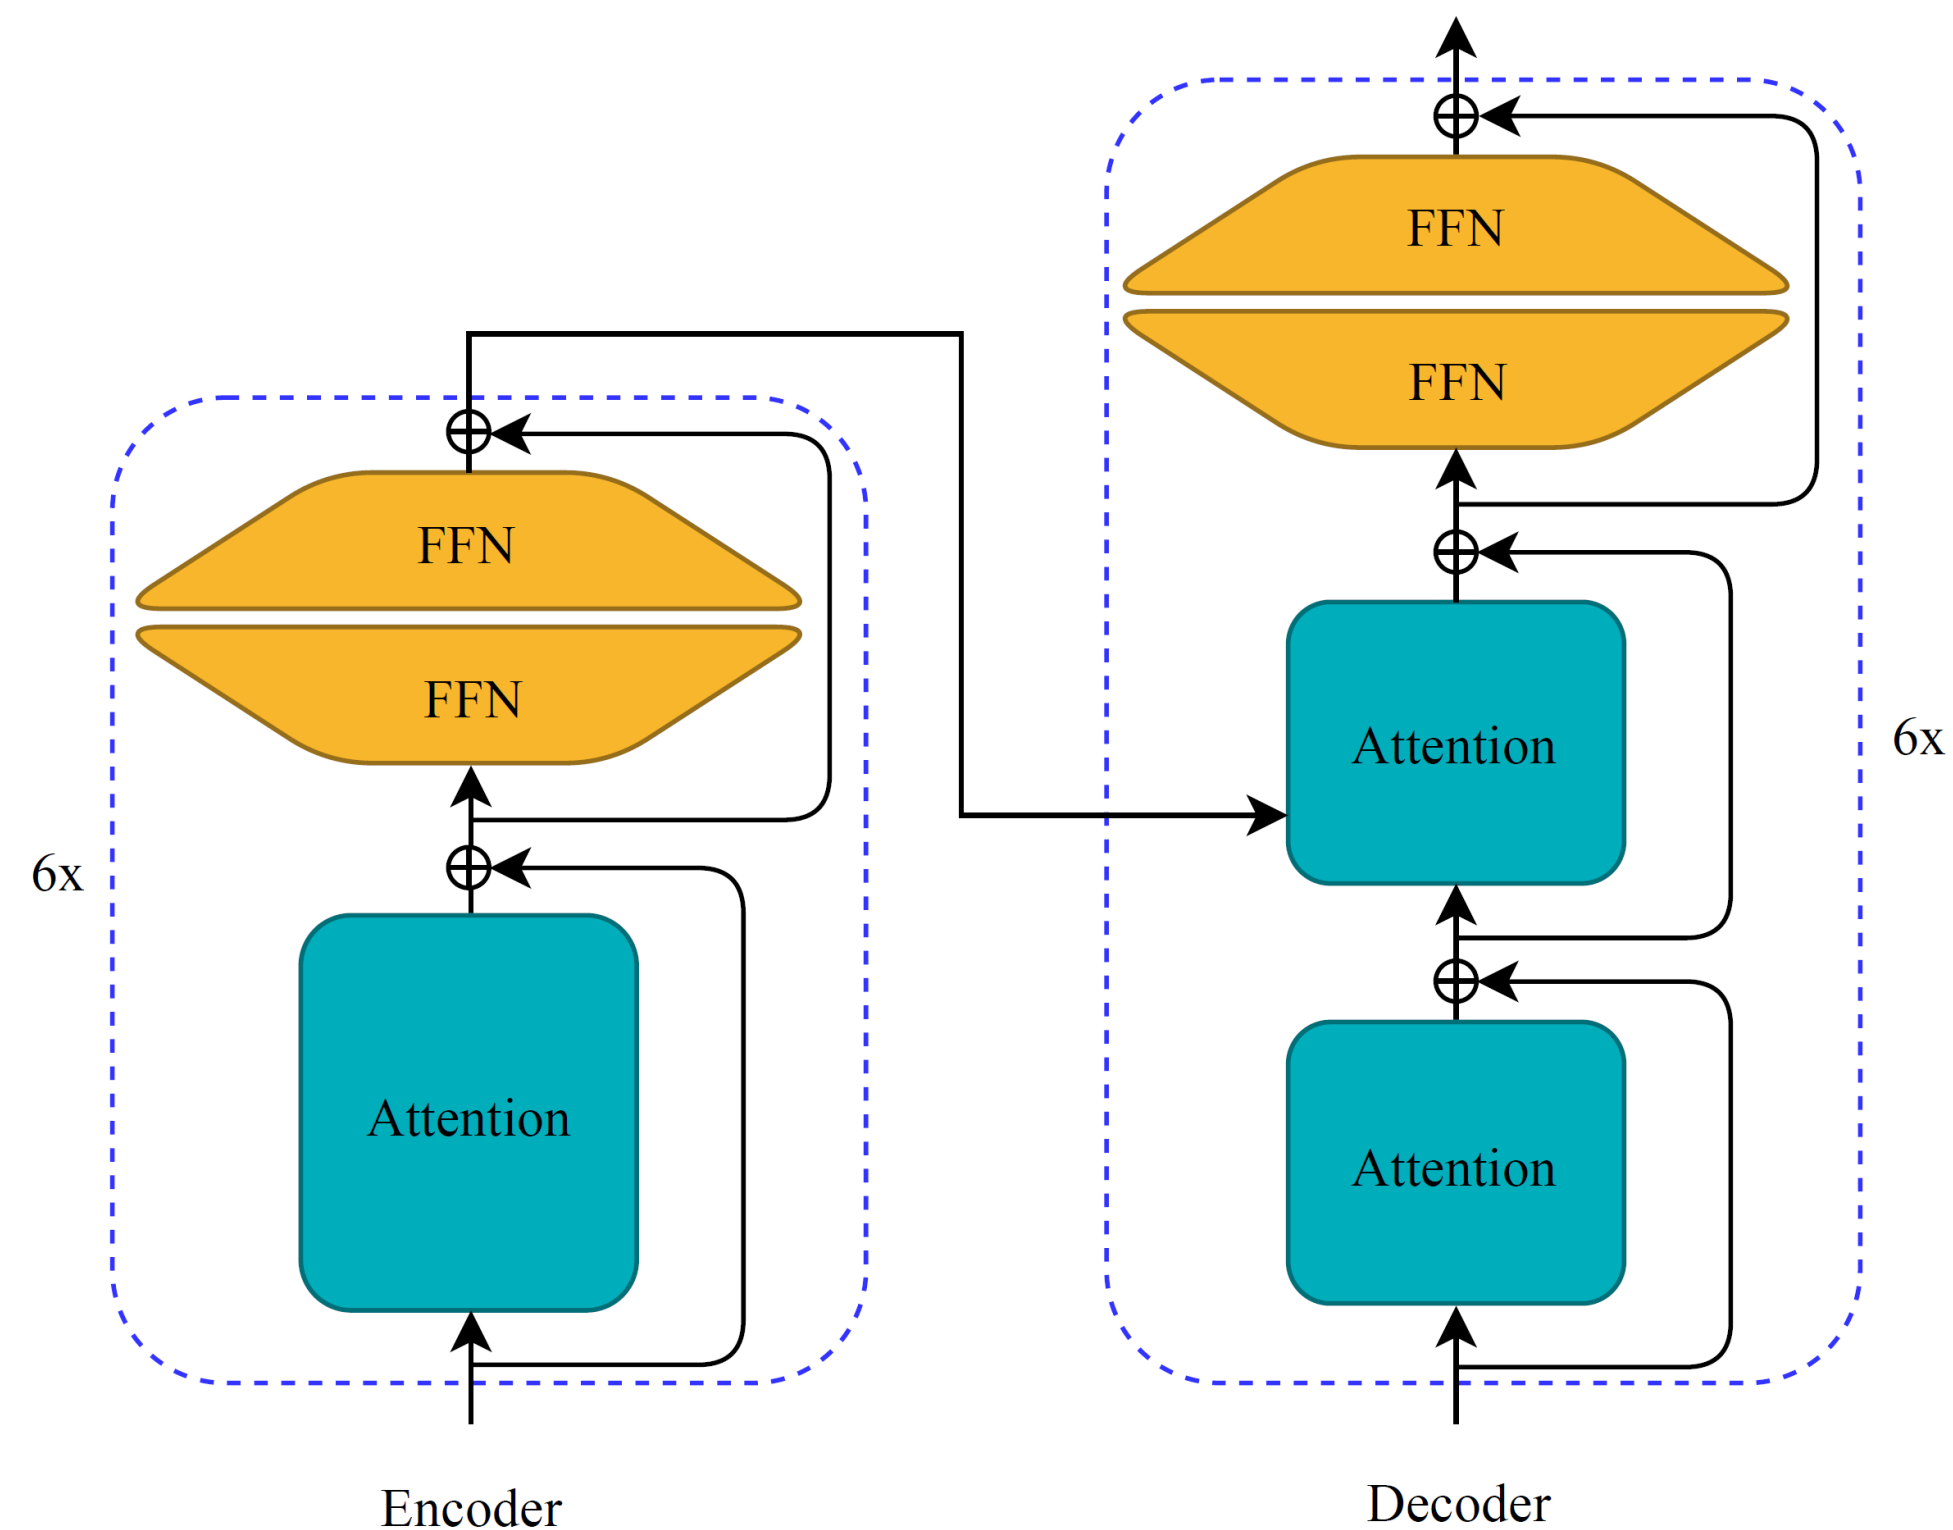 FFN
FFN
6x
Attention
Encoder
FFN
FFN
Attention
6x
Attention
Decoder